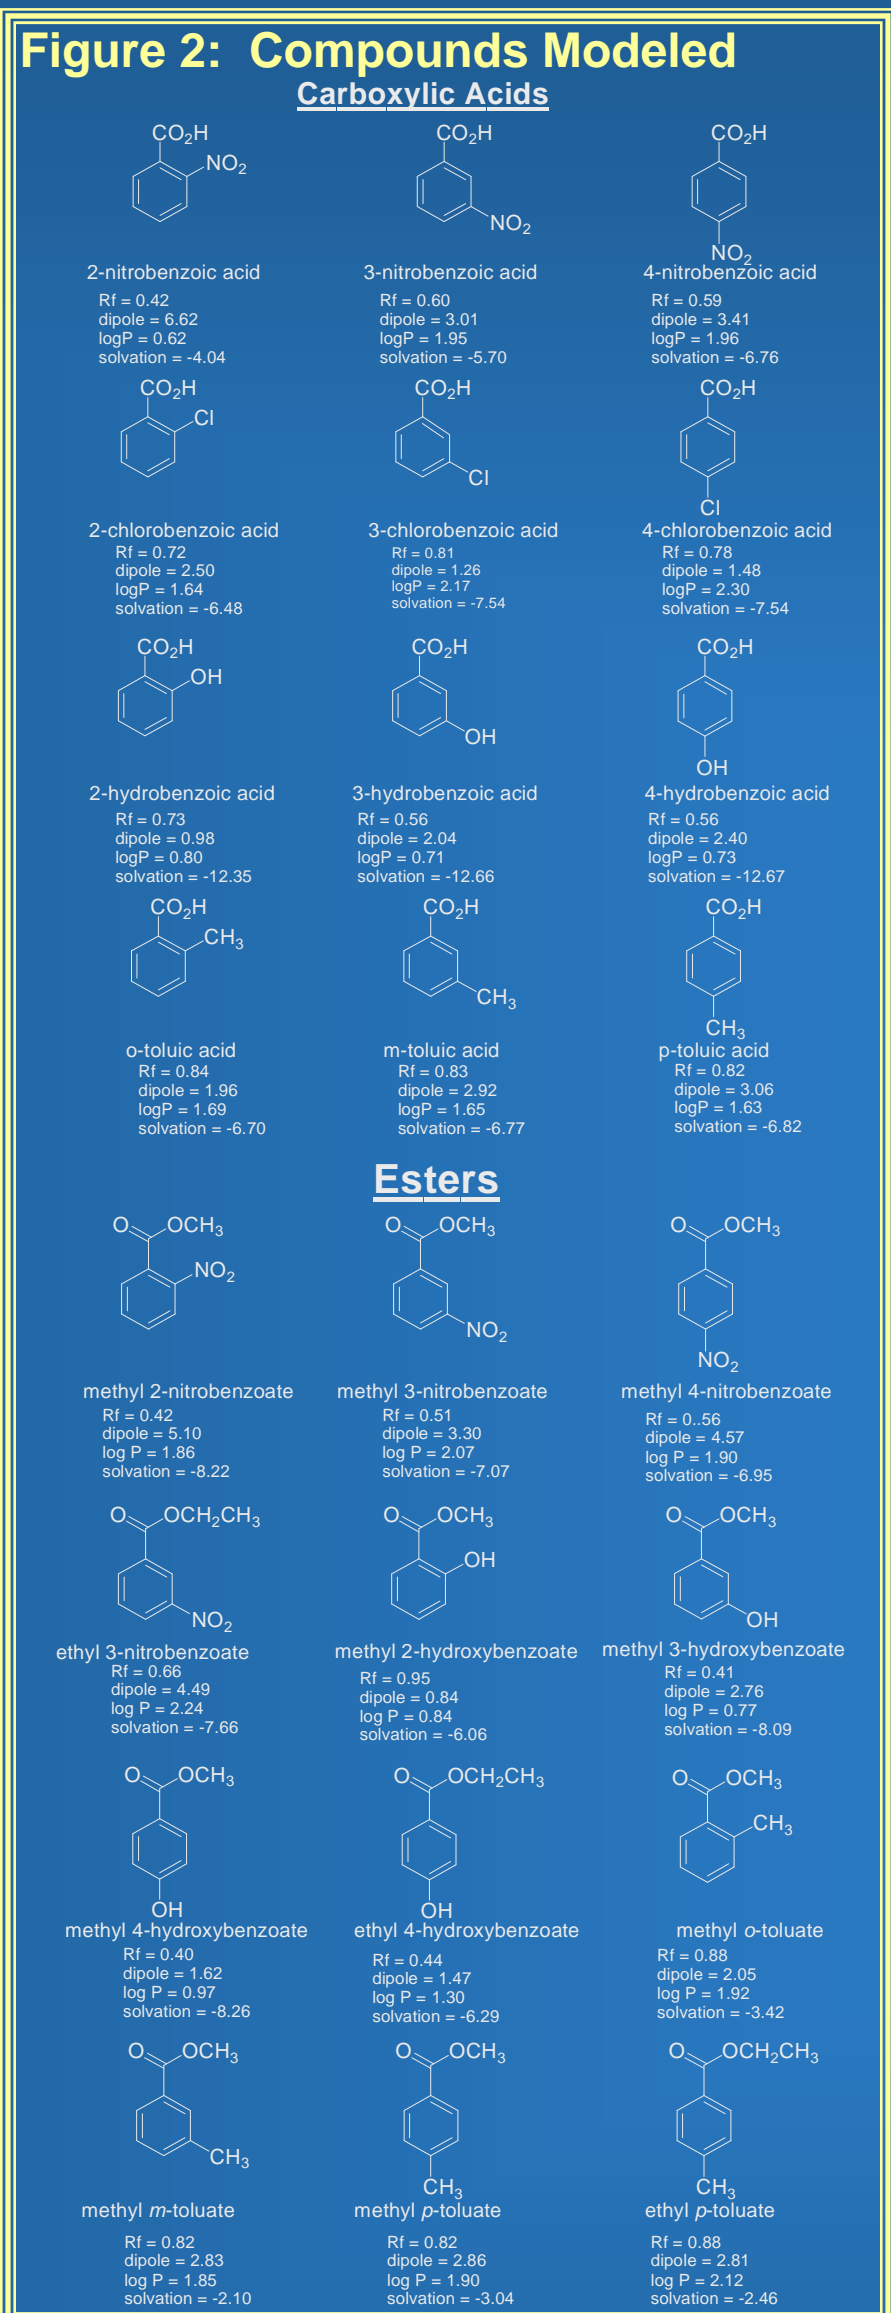 Figure 2: Compounds Modeled
Carboxylic Acids
CO2H
NO2
2-nitrobenzoic acid
Rf = 0.42
dipole = 6.62
logP = 0.62
solvation = -4.04
CO2H
NO2
3-nitrobenzoic acid
Rf = 0.60
dipole = 3.01
logP = 1.95
solvation = -5.70
CO2H
NO2
4-nitrobenzoic acid
Rf = 0.59
dipole = 3.41
logP = 1.96
solvation = -6.76
CO2H
Cl
2-chlorobenzoic acid
Rf = 0.72
dipole = 2.50
logP = 1.64
solvation = -6.48
CO2H
Cl
3-chlorobenzoic acid
Rf = 0.81
dipole = 1.26
logP = 2.17
solvation = -7.54
CO2H
Cl
4-chlorobenzoic acid
Rf = 0.78
dipole = 1.48
logP = 2.30
solvation = -7.54
CO2H
OH
2-hydrobenzoic acid
Rf = 0.73
dipole = 0.98
logP = 0.80
solvation = -12.35
CO2H
OH
3-hydrobenzoic acid
Rf = 0.56
dipole = 2.04
logP = 0.71
solvation = -12.66
CO2H
OH
4-hydrobenzoic acid
Rf = 0.56
dipole = 2.40
logP = 0.73
solvation = -12.67
CO2H
CH3
o-toluic acid
Rf = 0.84
dipole = 1.96
logP = 1.69
solvation = -6.70
CO2H
CH3
m-toluic acid
Rf = 0.83
dipole = 2.92
logP = 1.65
solvation = -6.77
CO2H
CH3
p-toluic acid
Rf = 0.82
dipole = 3.06
logP = 1.63
solvation = -6.82
Esters
O OCH3
NO2
methyl 2-nitrobenzoate
Rf = 0.42
dipole = 5.10
log P = 1.86
solvation = -8.22
O OCH3
NO2
methyl 3-nitrobenzoate
Rf = 0.51
dipole = 3.30
log P = 2.07
solvation = -7.07
O OCH3
NO2
methyl 4-nitrobenzoate
Rf = 0..56
dipole = 4.57
log P = 1.90
solvation = -6.95
O OCH2CH3
NO2
ethyl 3-nitrobenzoate
Rf = 0.66
dipole = 4.49
log P = 2.24
solvation = -7.66
O OCH3
OH
methyl 2-hydroxybenzoate
Rf = 0.95
dipole = 0.84
log P = 0.84
solvation = -6.06
O OCH3
OH
methyl 3-hydroxybenzoate
Rf = 0.41
dipole = 2.76
log P = 0.77
solvation = -8.09
O OCH3
OH
methyl 4-hydroxybenzoate
Rf = 0.40
dipole = 1.62
log P = 0.97
solvation = -8.26
O OCH2CH3
OH
ethyl 4-hydroxybenzoate
Rf = 0.44
dipole = 1.47
log P = 1.30
solvation = -6.29
O OCH3
CH3
methyl o-toluate
Rf = 0.88
dipole = 2.05
log P = 1.92
solvation = -3.42
O OCH3
CH3
methyl m-toluate
Rf = 0.82
dipole = 2.83
log P = 1.85
solvation = -2.10
O OCH3
CH3
methyl p-toluate
Rf = 0.82
dipole = 2.86
log P = 1.90
solvation = -3.04
O OCH2CH3
CH3
ethyl p-toluate
Rf = 0.88
dipole = 2.81
log P = 2.12
solvation = -2.46